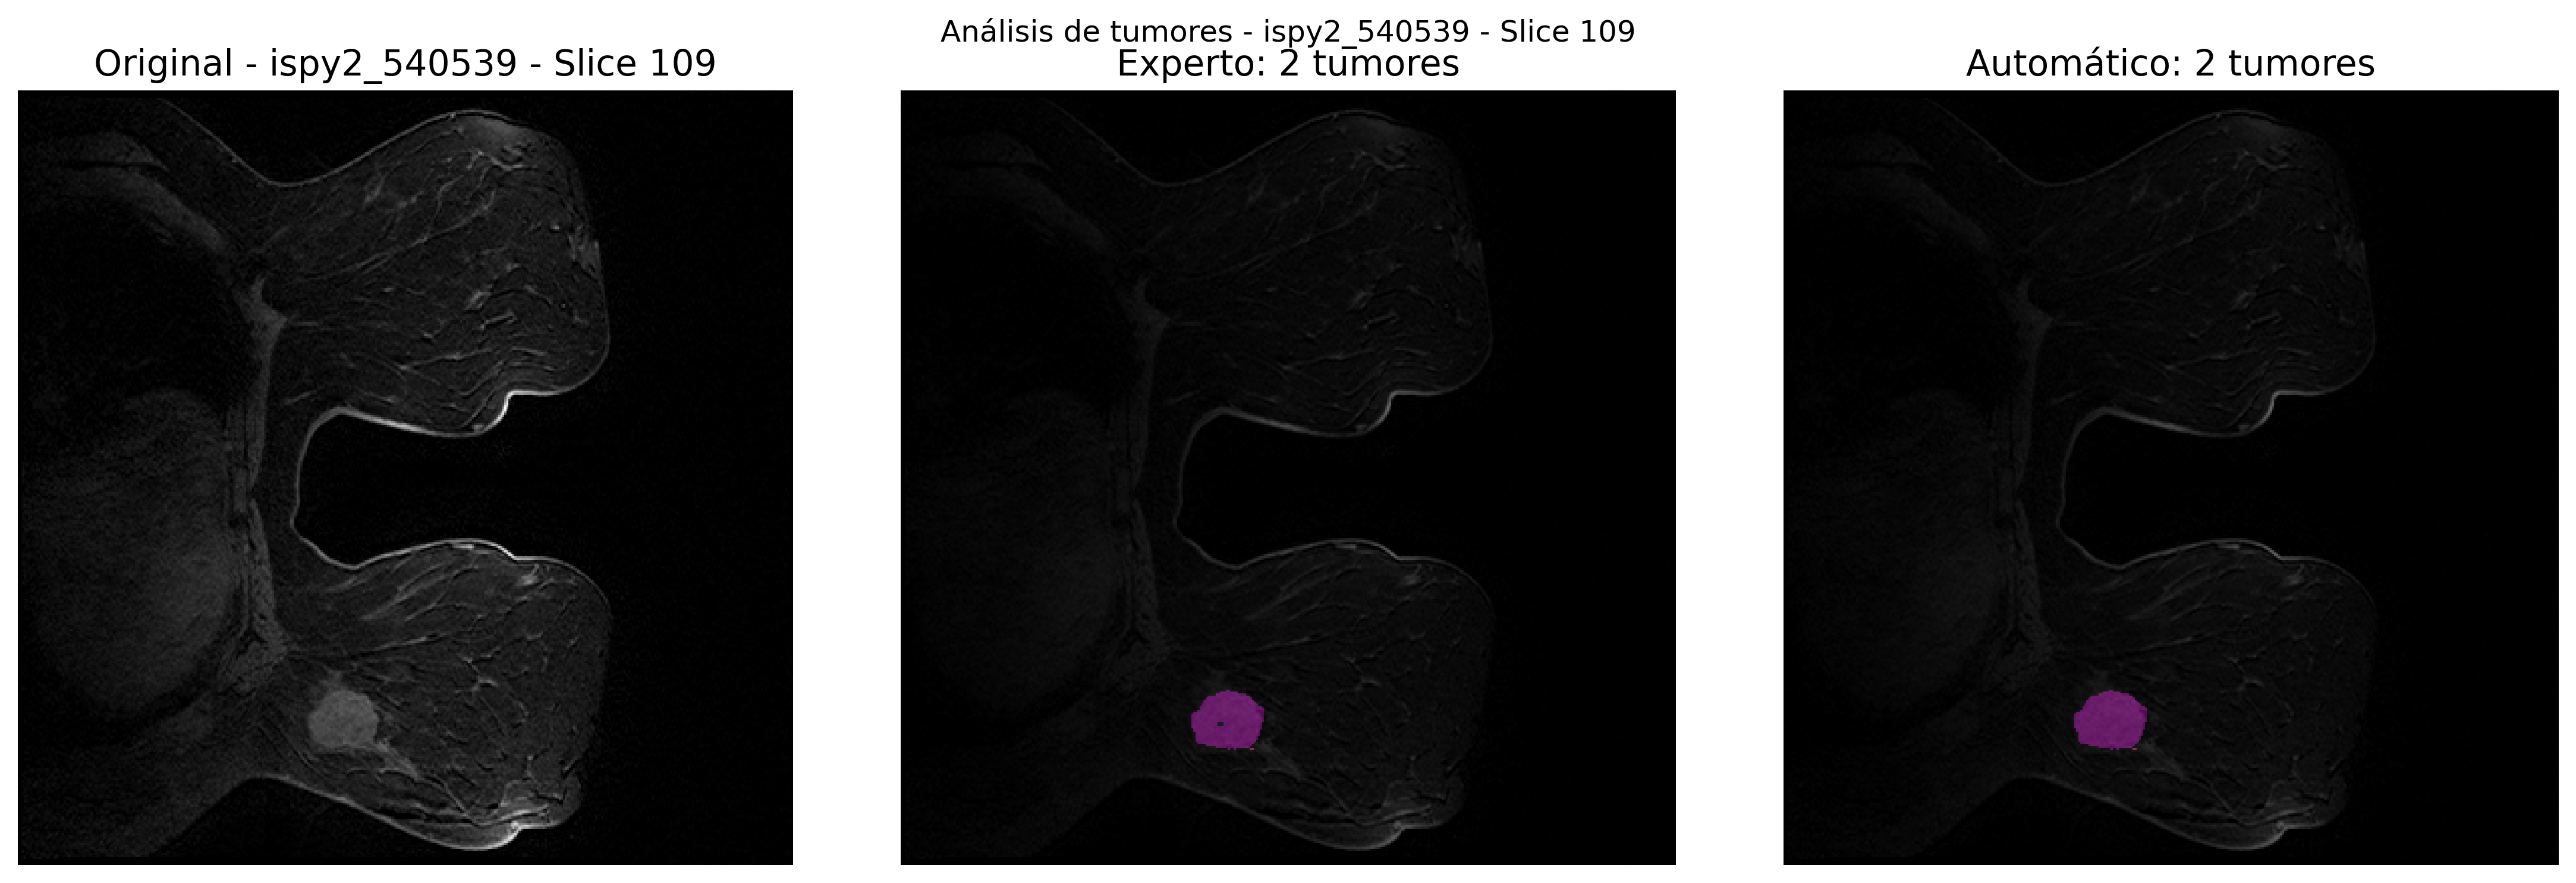 Análisis de tumores - ispy2_540539 - Slice 109
Original - ispy2_540539 - Slice 109
Experto: 2 tumores
Automático: 2 tumores